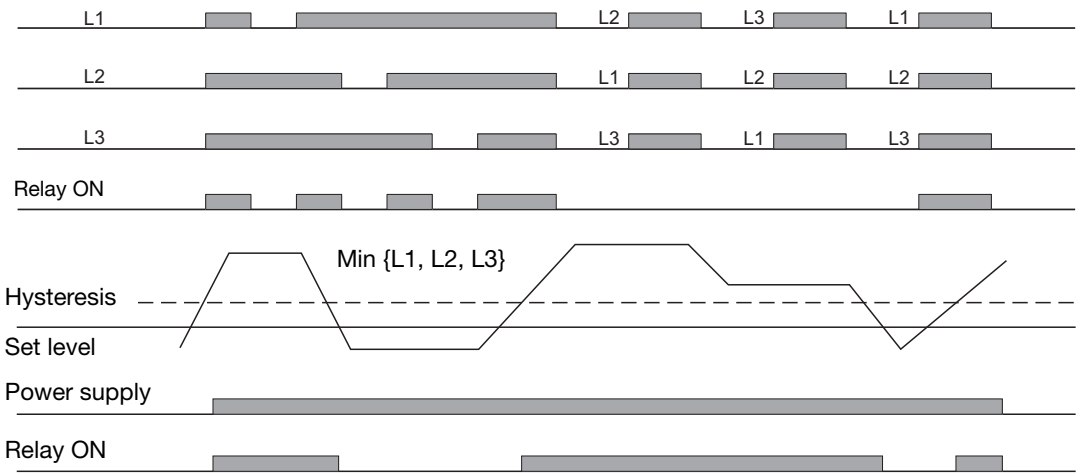 L1 L2 L3 L1
L2 L1 L2 L2
L3 L3 L1 L3
Relay ON
Min {L1, L2, L3}
Hysteresis
Set level
Power supply
Relay ON